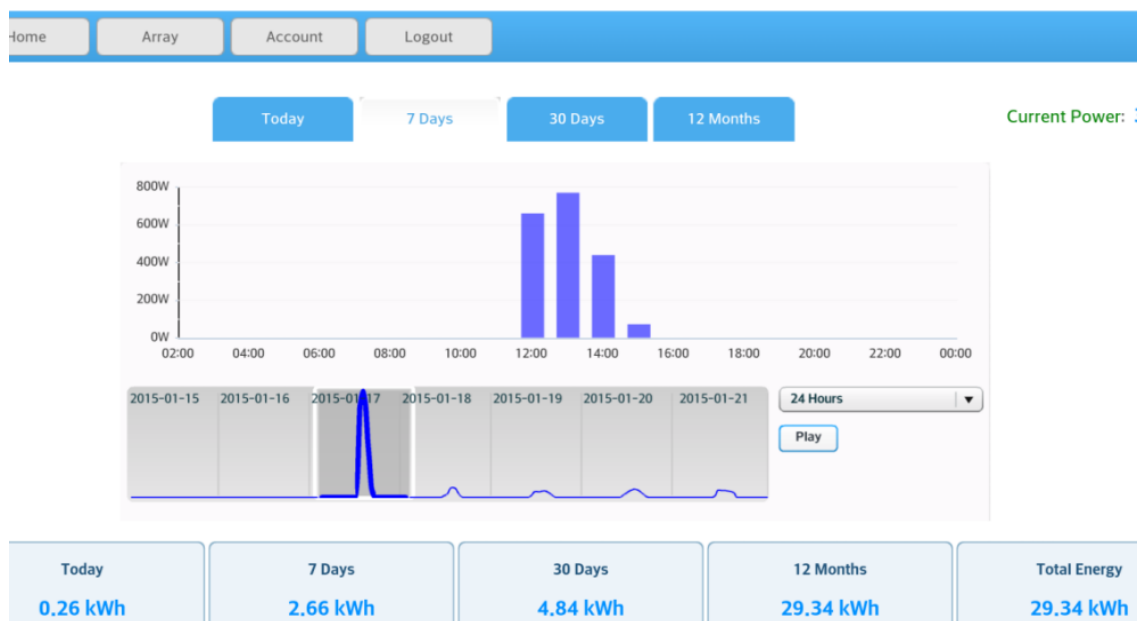 Home Array Account Logout
Today 7 Days 30 Days 12 Months
Current Power:
800W
600W
400W
200W
0W
02:00 04:00 06:00 08:00 10:00 12:00 14:00 16:00 18:00 20:00 22:00 00:00
2015-01-15 2015-01-16 2015-01-17 2015-01-18 2015-01-19 2015-01-20 2015-01-21
24 Hours
Play
Today 7 Days 30 Days 12 Months Total Energy
0.26 kWh 2.66 kWh 4.84 kWh 29.34 kWh 29.34 kWh